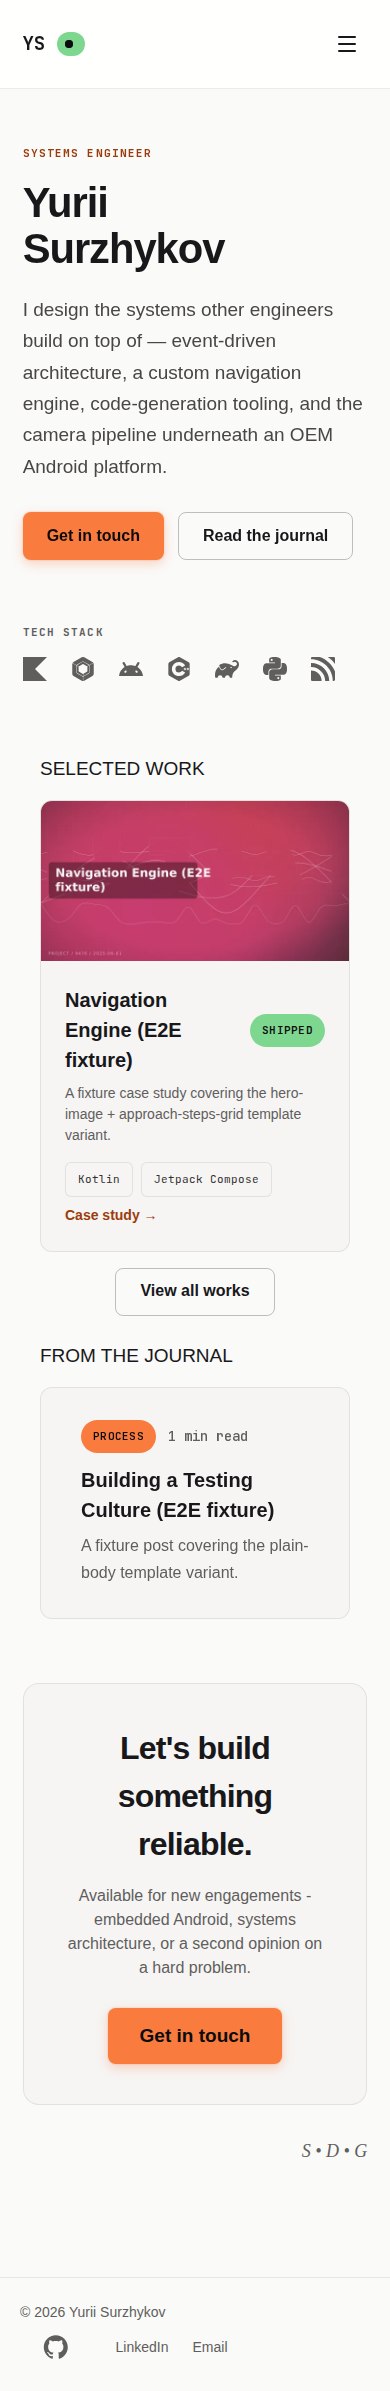 YS
SYSTEMS ENGINEER
Yurii
Surzhykov
I design the systems other engineers
build on top of — event-driven
architecture, a custom navigation
engine, code-generation tooling, and the
camera pipeline underneath an OEM
Android platform.
Get in touch
Read the journal
TECH STACK
SELECTED WORK
Navigation Engine (E2E
fixture)
Navigation
Engine (E2E
fixture)
SHIPPED
A fixture case study covering the hero-
image + approach-steps-grid template
variant.
Kotlin
Jetpack Compose
Case study →
View all works
FROM THE JOURNAL
PROCESS
1 min read
Building a Testing
Culture (E2E fixture)
A fixture post covering the plain-
body template variant.
Let's build
something
reliable.
Available for new engagements -
embedded Android, systems
architecture, or a second opinion on
a hard problem.
Get in touch
S • D • G
© 2026 Yurii Surzhykov
LinkedIn
Email